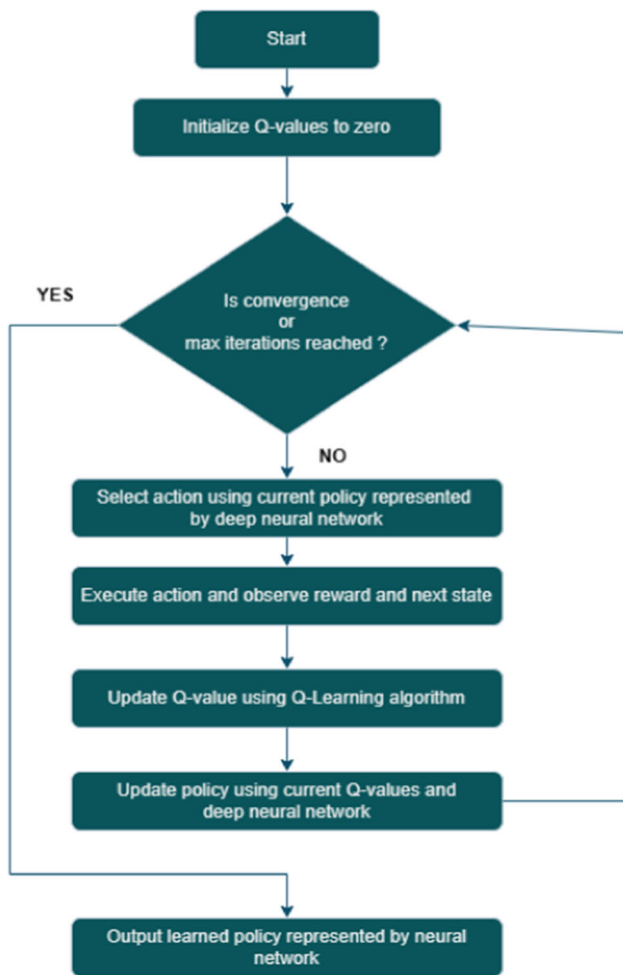 Start
Initialize Q-values to zero
YES
Is convergence
or
max iterations reached ?
NO
Select action using current policy represented
by deep neural network
Execute action and observe reward and next state
Update Q-value using Q-Learning algorithm
Update policy using current Q-values and
deep neural network
Output learned policy represented by neural
network